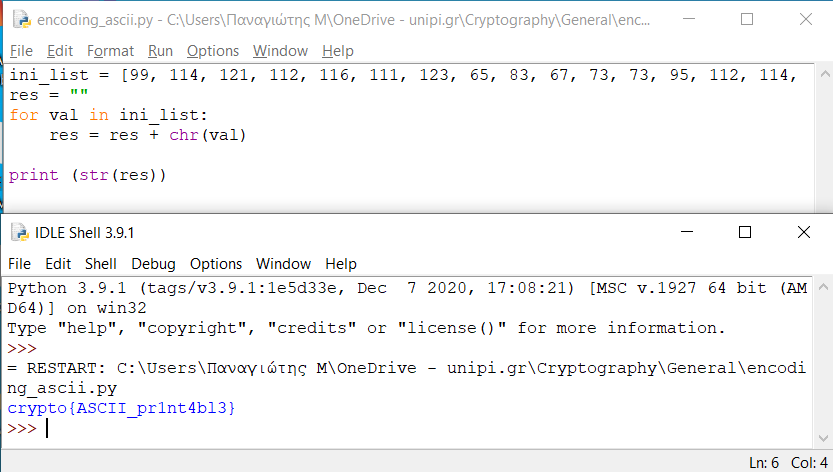 encoding_ascii.py - C:\Users\Παναγιώτης Μ\OneDrive - unipi.gr\Cryptography\General\enc...
File Edit Format Run Options Window Help
ini_list = [99, 114, 121, 112, 116, 111, 123, 65, 83, 67, 73, 73, 95, 112, 114,
res = ""
for val in ini_list:
    res = res + chr(val)
print (str(res))
IDLE Shell 3.9.1
File Edit Shell Debug Options Window Help
Python 3.9.1 (tags/v3.9.1:1e5d33e, Dec  7 2020, 17:08:21) [MSC v.1927 64 bit (AM
D64)] on win32
Type "help", "copyright", "credits" or "license()" for more information.
>>>
= RESTART: C:\Users\Παναγιώτης Μ\OneDrive - unipi.gr\Cryptography\General\encodi
ng_ascii.py
crypto{ASCII_pr1nt4bl3}
>>>
Ln: 6 Col: 4